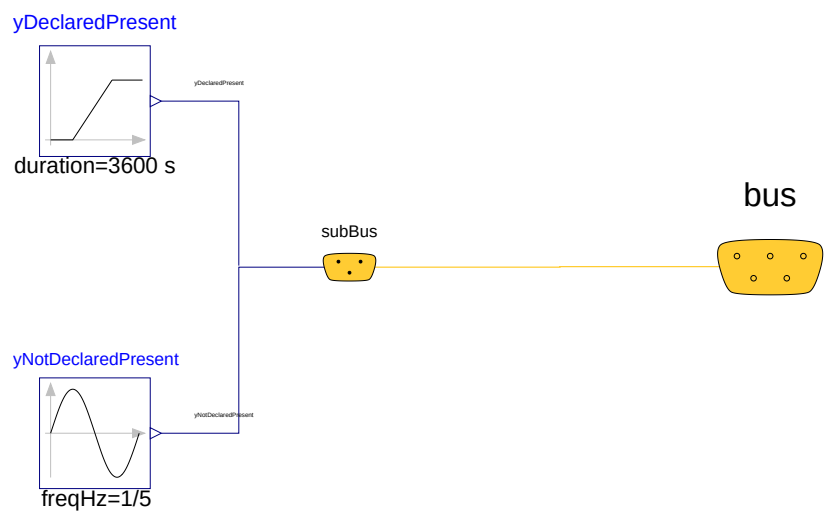 yDeclaredPresent
yDeclaredPresent
duration=3600 s
bus
subBus
yNotDeclaredPresent
yNotDeclaredPresent
freqHz=1/5